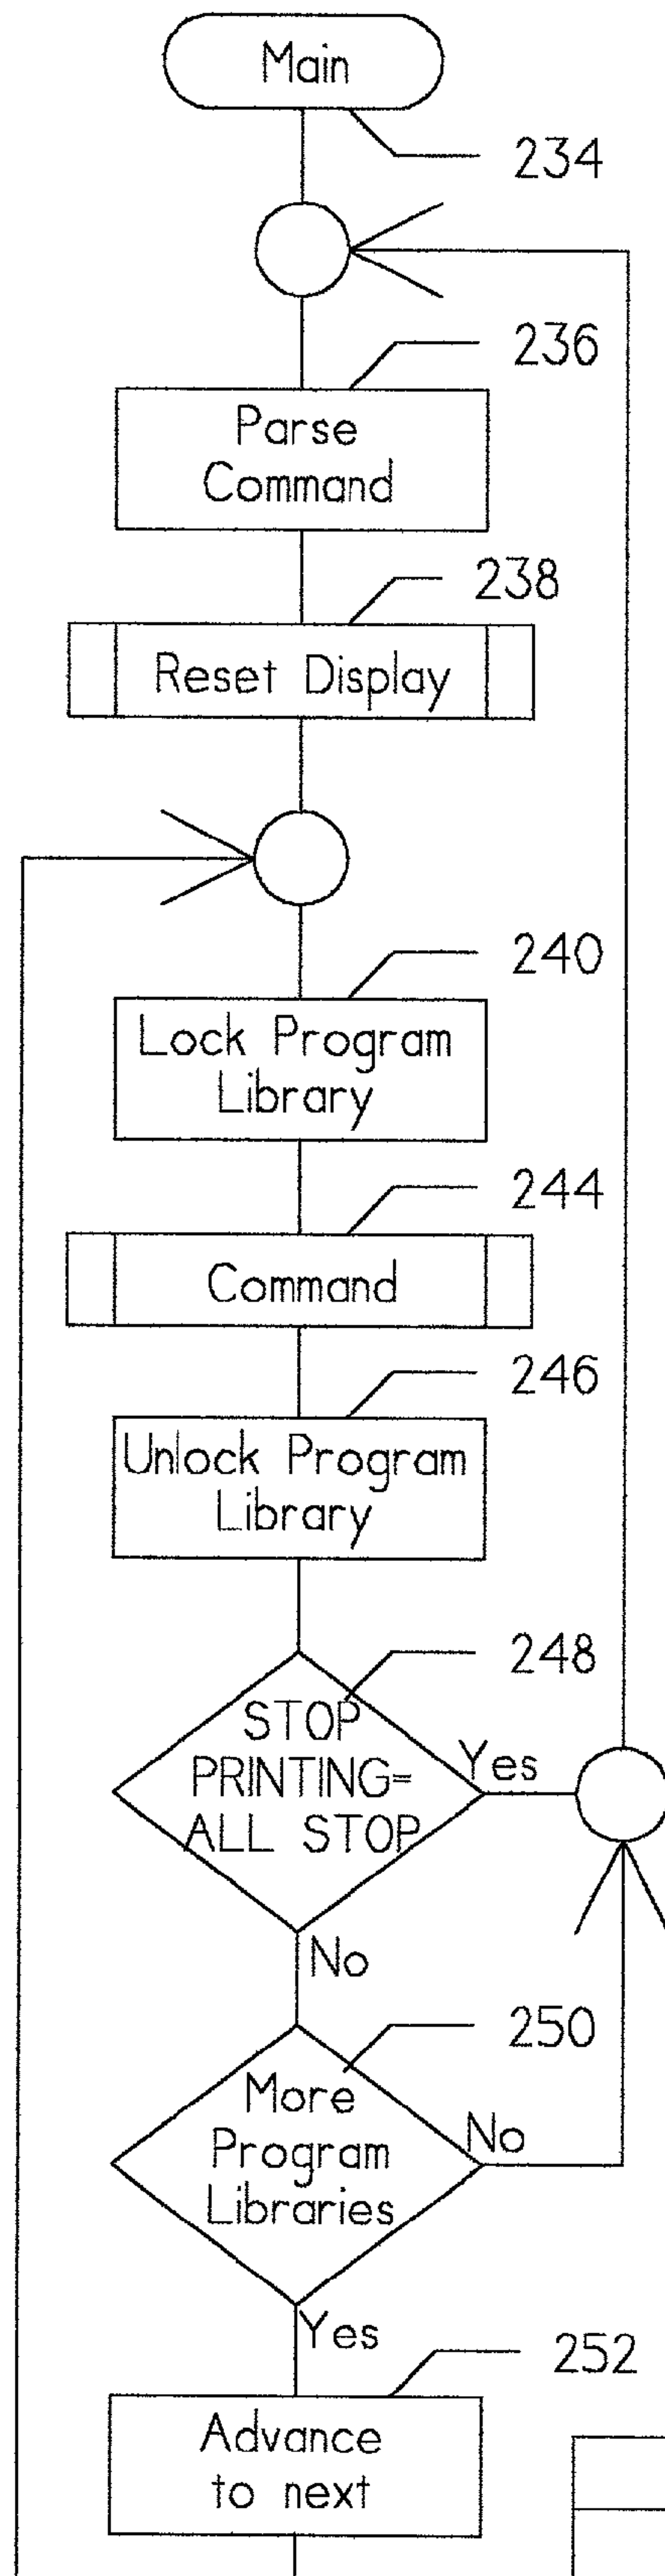 Main
234
236
Parse
Command
238
Reset Display
240
Lock Program
Library
244
Command
246
Unlock Program
Library
248
STOP
PRINTING=
ALL STOP
Yes
No
250
More
Program
Libraries
No
Yes
252
Advance
to next